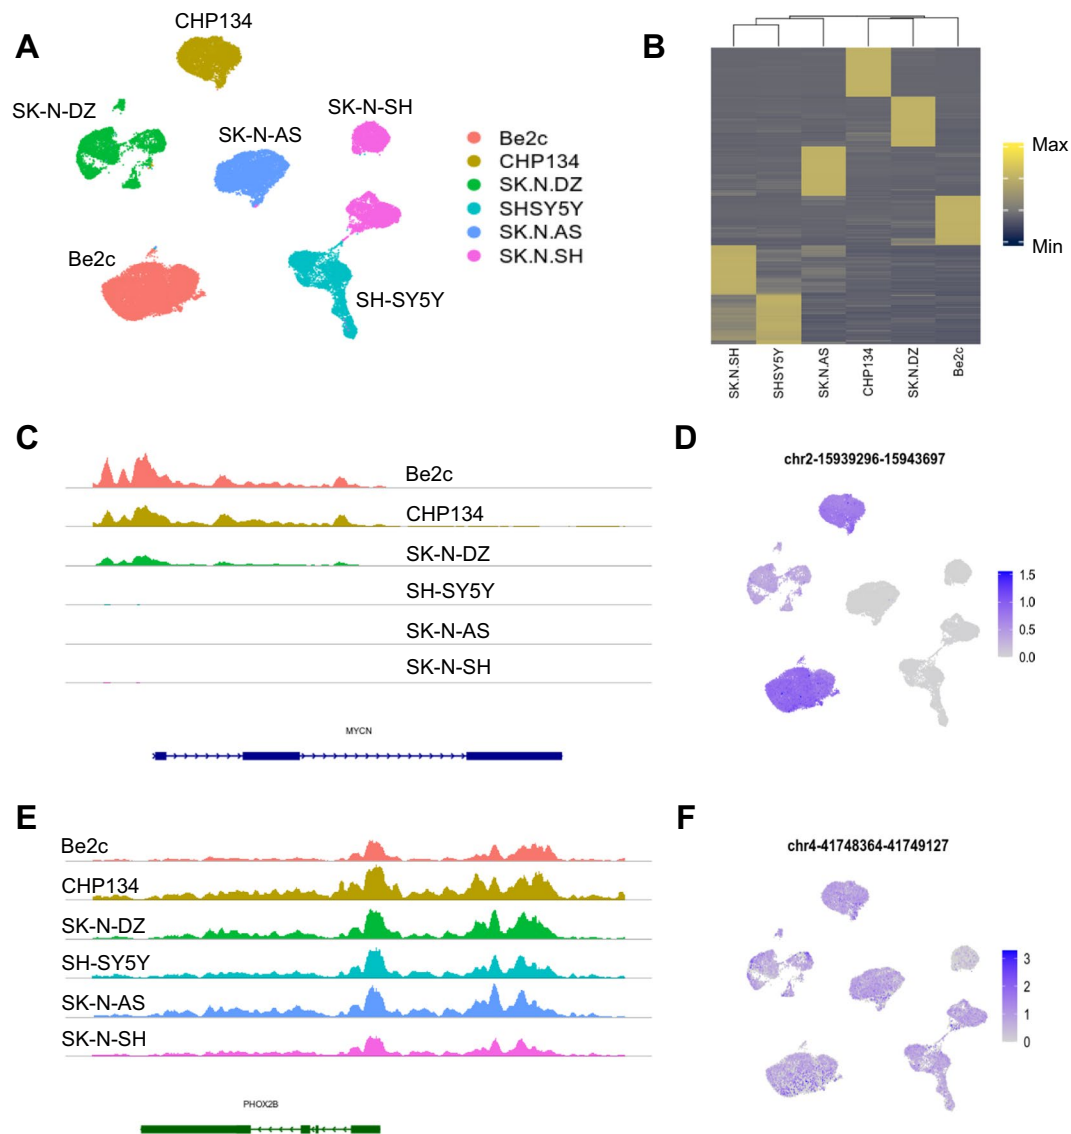 A
CHP134
SK-N-DZ
SK-N-AS
SK-N-SH
Be2c
SH-SY5Y
Be2c
CHP134
SK.N.DZ
SHSY5Y
SK.N.AS
SK.N.SH
B
Max
Min
SK.N.SH
SHSY5Y
SK.N.AS
CHP134
SK.N.DZ
Be2c
C
Be2c
CHP134
SK-N-DZ
SH-SY5Y
SK-N-AS
SK-N-SH
MYCN
D
chr2-15939296-15943697
1.5
1.0
0.5
0.0
E
Be2c
CHP134
SK-N-DZ
SH-SY5Y
SK-N-AS
SK-N-SH
PHOX2B
F
chr4-41748364-41749127
3
2
1
0